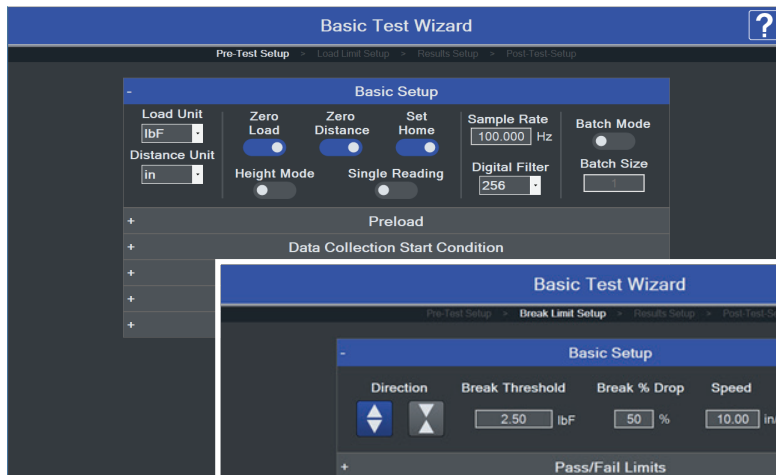 Basic Test Wizard
?
Pre-Test Setup > Load Limit Setup > Results Setup > Post-Test-Setup
- Basic Setup
Load Unit
lbF
Distance Unit
in
Zero Load
Zero Distance
Set Home
Height Mode
Single Reading
Sample Rate
100.000 Hz
Digital Filter
256
Batch Mode
Batch Size
1
+ Preload
+ Data Collection Start Condition
+
+
+
Basic Test Wizard
Pre-Test Setup > Break Limit Setup > Results Setup > Post-Test-S
- Basic Setup
Direction
Break Threshold
2.50 lbF
Break % Drop
50 %
Speed
10.00 in/
+ Pass/Fail Limits